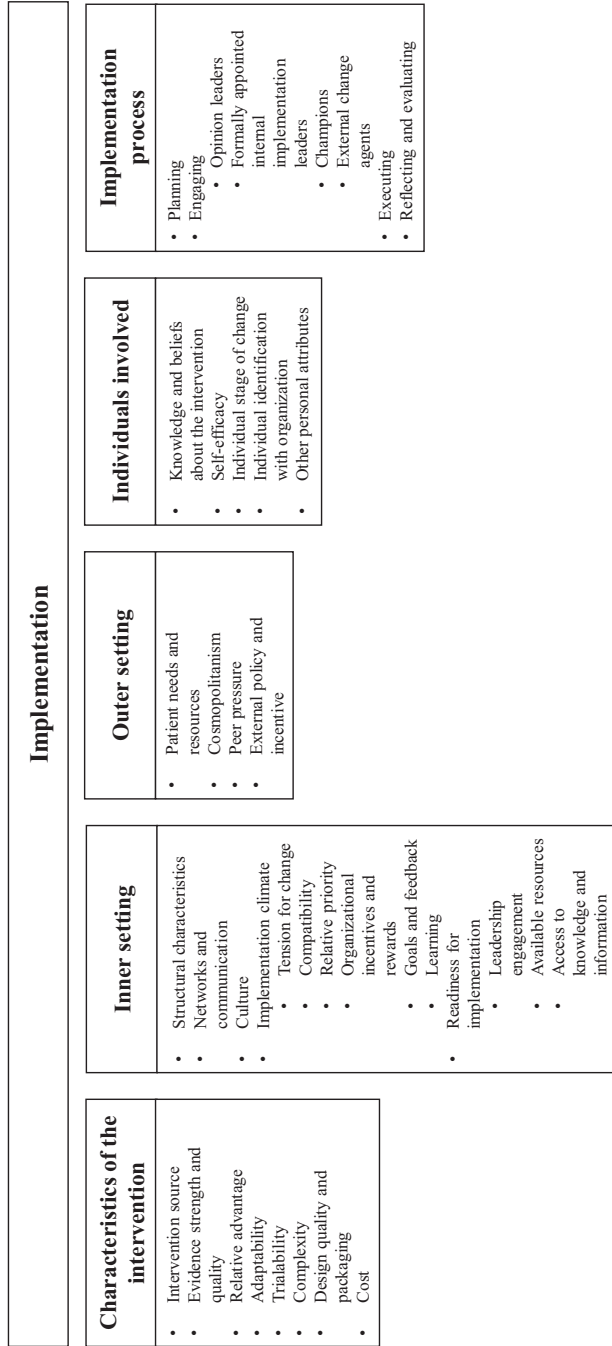 Implementation
Characteristics of the
intervention
• Intervention source
• Evidence strength and
quality
• Relative advantage
• Adaptability
• Trialability
• Complexity
• Design quality and
packaging
• Cost
Inner setting
• Structural characteristics
• Networks and
communication
• Culture
• Implementation climate
• Tension for change
• Compatibility
• Relative priority
• Organizational
incentives and
rewards
• Goals and feedback
• Learning
• Readiness for
implementation
• Leadership
engagement
• Available resources
• Access to
knowledge and
information
Outer setting
• Patient needs and
resources
• Cosmopolitanism
• Peer pressure
• External policy and
incentive
Individuals involved
• Knowledge and beliefs
about the intervention
• Self-efficacy
• Individual stage of change
• Individual identification
with organization
• Other personal attributes
Implementation
process
• Planning
• Engaging
• Opinion leaders
• Formally appointed
internal
implementation
leaders
• Champions
• External change
agents
• Executing
• Reflecting and evaluating